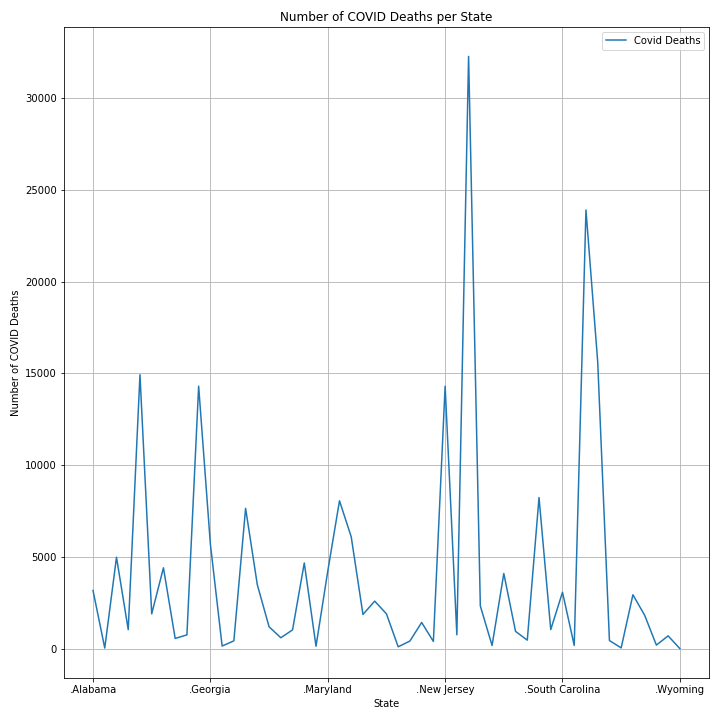 Number of COVID Deaths per State
Covid Deaths
30000
25000
20000
15000
10000
5000
0
Number of COVID Deaths
.Alabama .Georgia .Maryland .New Jersey .South Carolina .Wyoming
State